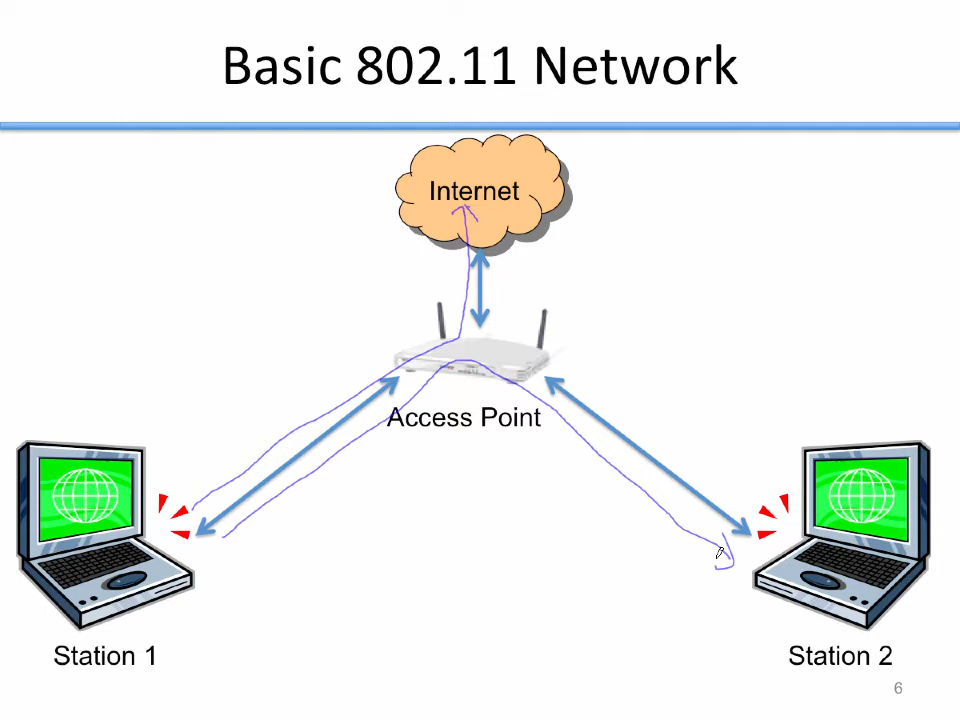 Basic 802.11 Network
Internet
Access Point
Station 1
Station 2
6